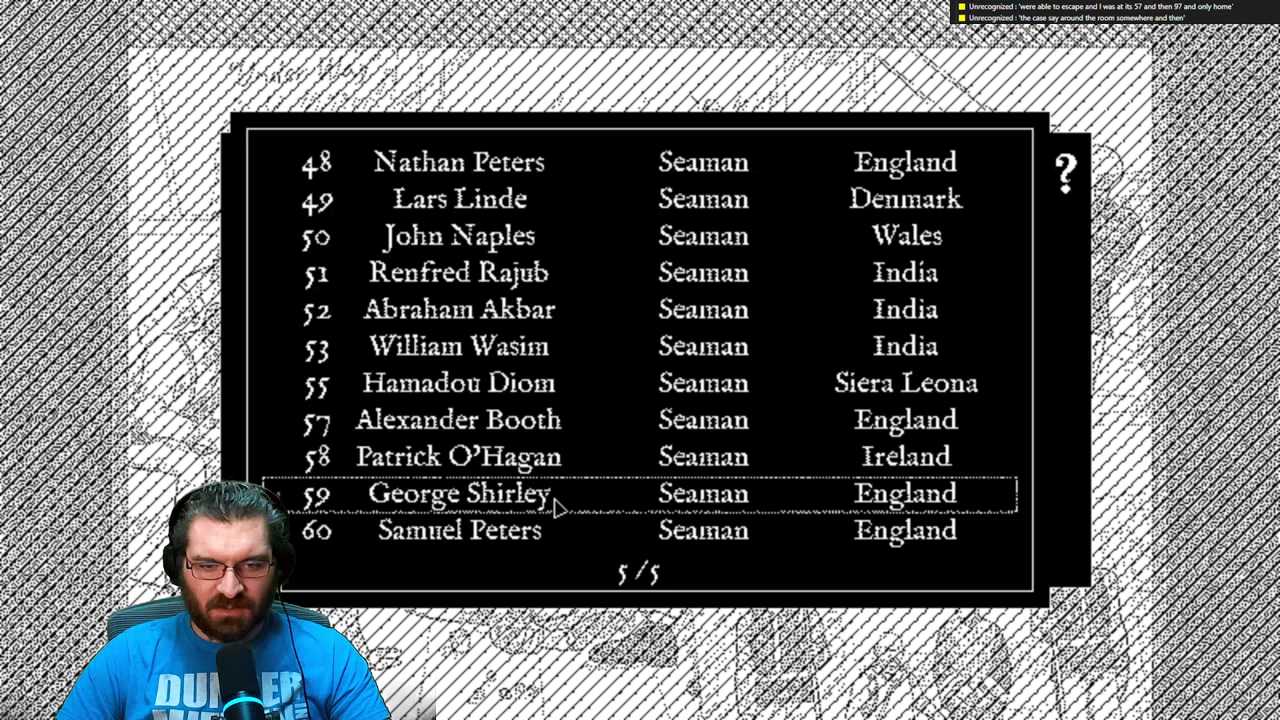 Unrecognized : 'were able to escape and I was at its 57 and then 97 and only home'
Unrecognized : 'the case say around the room somewhere and then'
Under Way
?
48 Nathan Peters Seaman England
49 Lars Linde Seaman Denmark
50 John Naples Seaman Wales
51 Renfred Rajub Seaman India
52 Abraham Akbar Seaman India
53 William Wasim Seaman India
55 Hamadou Diom Seaman Siera Leona
57 Alexander Booth Seaman England
58 Patrick O'Hagan Seaman Ireland
59 George Shirley Seaman England
60 Samuel Peters Seaman England
5/5